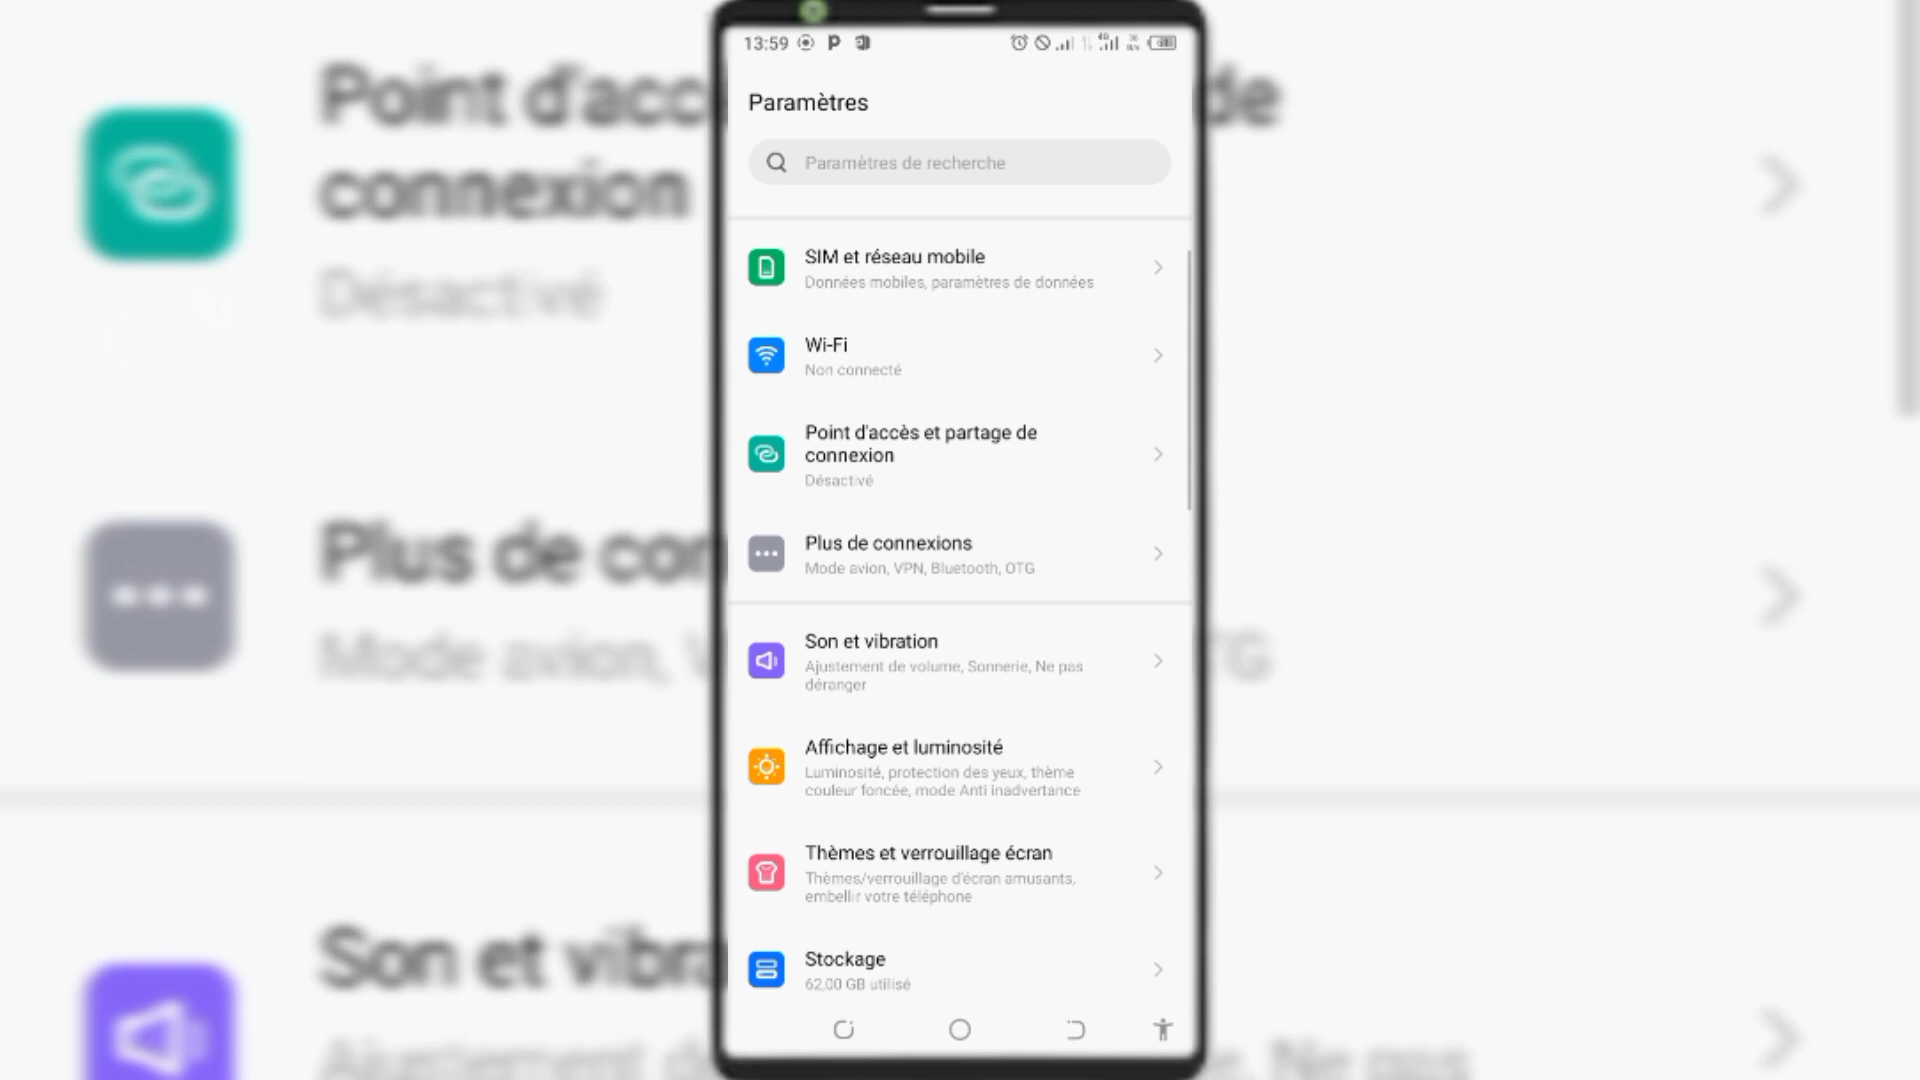 Point d'acc
de
connexion
Désactivé
Plus de con
Mode avion, V
TG
Son et vibra
Ajustement d
e, Ne pas
13:59
4G
Paramètres
Paramètres de recherche
SIM et réseau mobile
Données mobiles, paramètres de données
Wi-Fi
Non connecté
Point d'accès et partage de
connexion
Désactivé
Plus de connexions
Mode avion, VPN, Bluetooth, OTG
Son et vibration
Ajustement de volume, Sonnerie, Ne pas
déranger
Affichage et luminosité
Luminosité, protection des yeux, thème
couleur foncée, mode Anti inadvertance
Thèmes et verrouillage écran
Thèmes/verrouillage d'écran amusants,
embellir votre téléphone
Stockage
62,00 GB utilisé